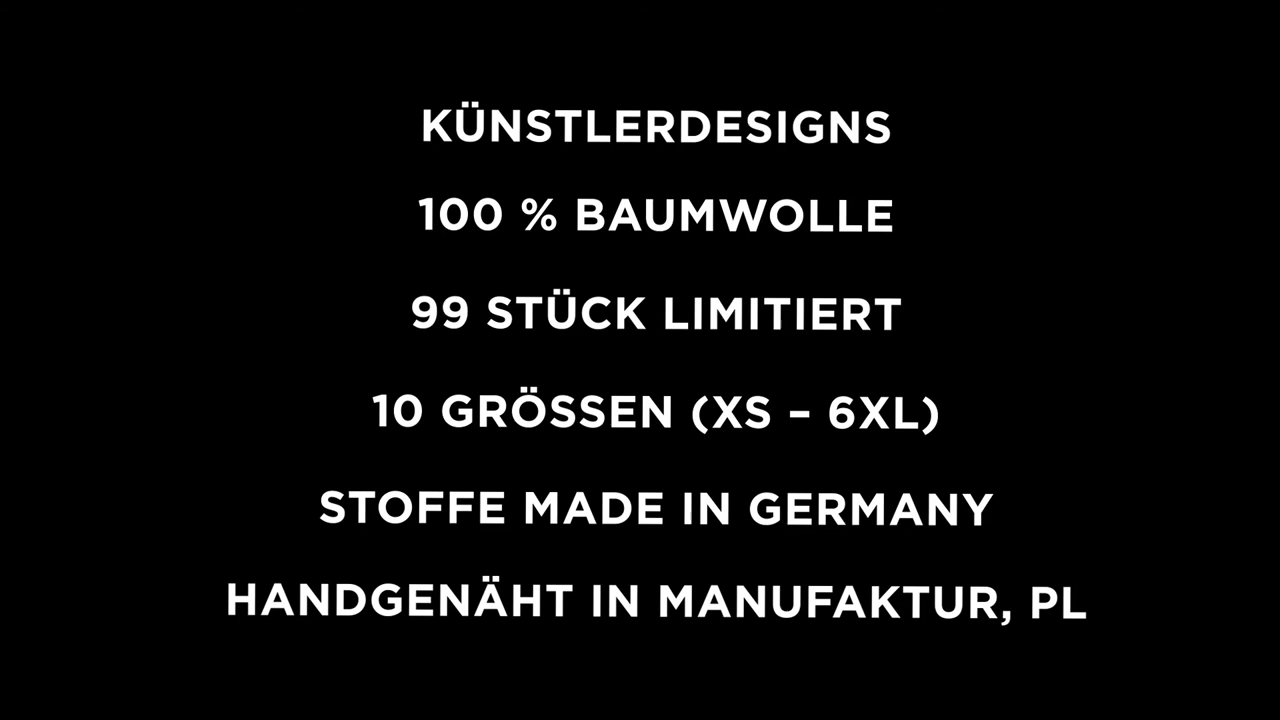 KÜNSTLERDESIGNS
100 % BAUMWOLLE
99 STÜCK LIMITIERT
10 GRÖSSEN (XS – 6XL)
STOFFE MADE IN GERMANY
HANDGENÄHT IN MANUFAKTUR, PL